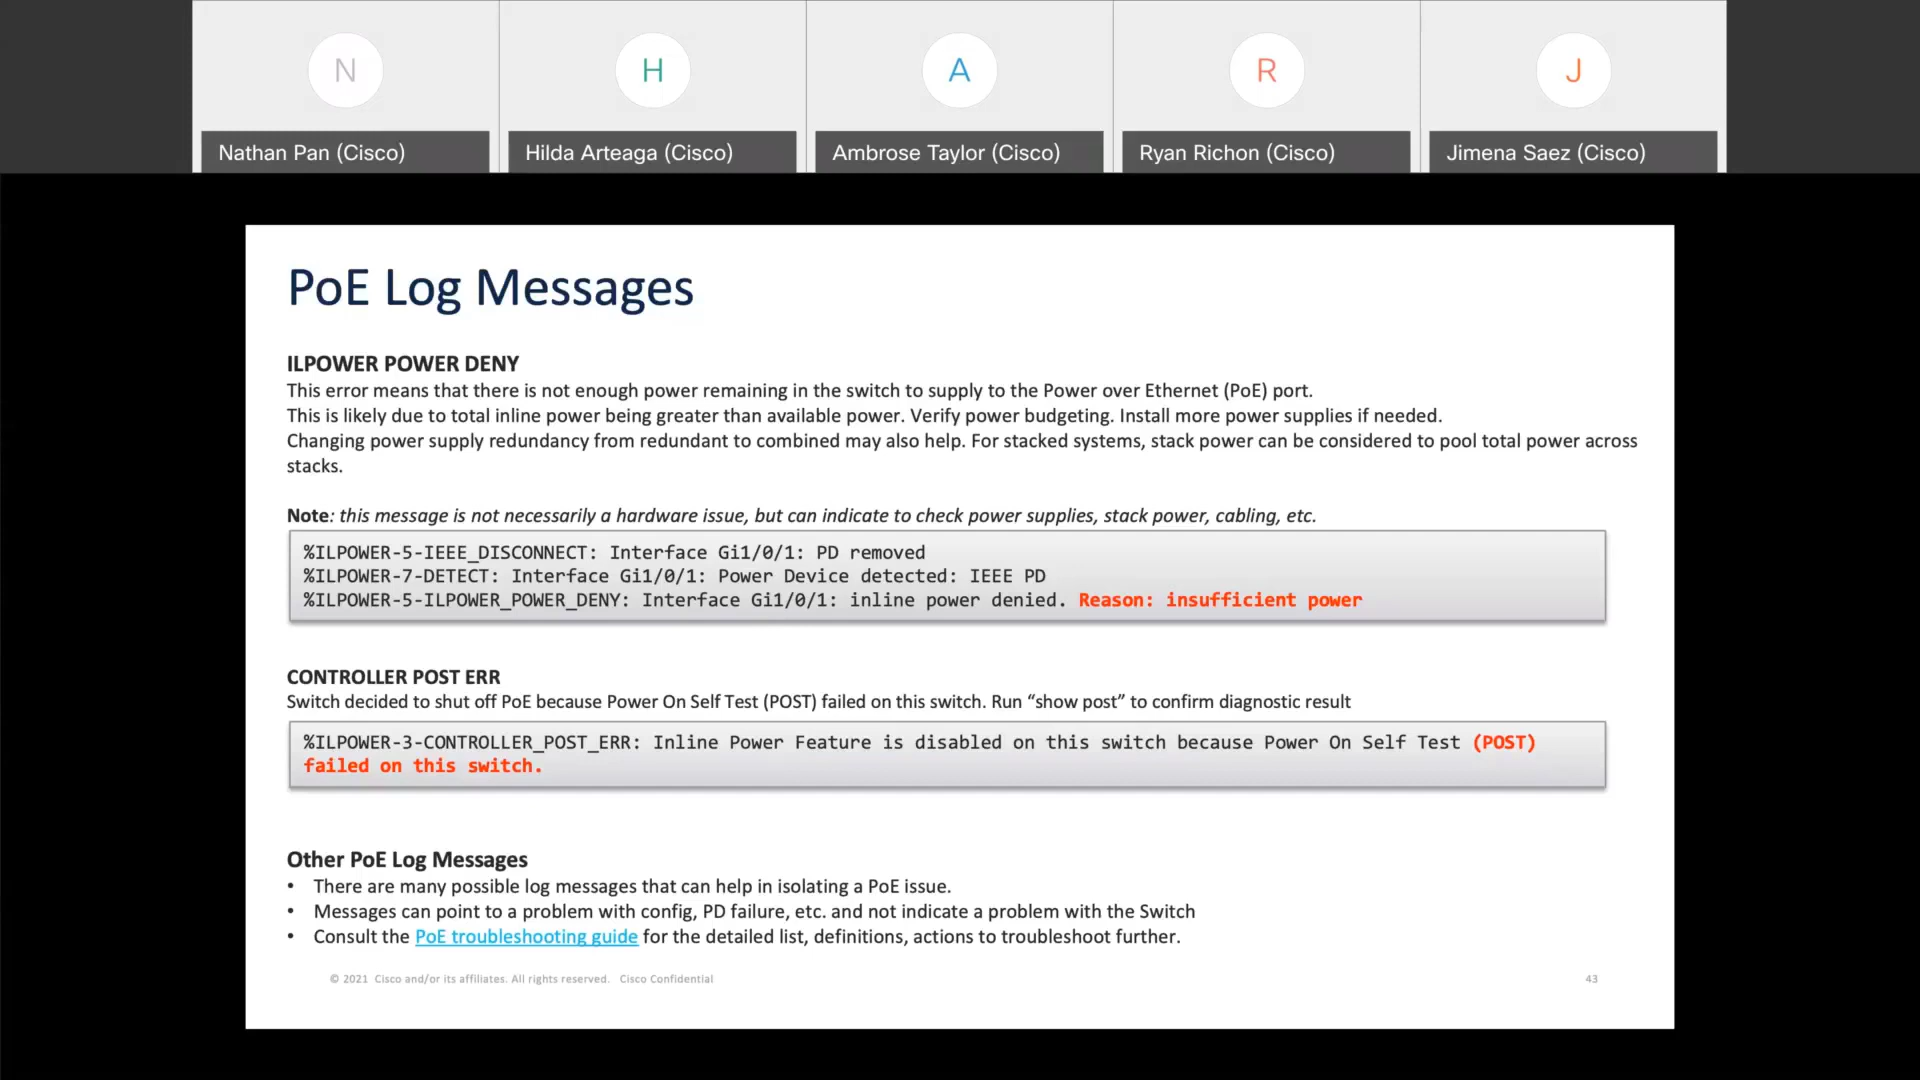 N
H
A
R
J
Nathan Pan (Cisco)
Hilda Arteaga (Cisco)
Ambrose Taylor (Cisco)
Ryan Richon (Cisco)
Jimena Saez (Cisco)
PoE Log Messages
ILPOWER POWER DENY
This error means that there is not enough power remaining in the switch to supply to the Power over Ethernet (PoE) port.
This is likely due to total inline power being greater than available power. Verify power budgeting. Install more power supplies if needed.
Changing power supply redundancy from redundant to combined may also help. For stacked systems, stack power can be considered to pool total power across
stacks.
Note: this message is not necessarily a hardware issue, but can indicate to check power supplies, stack power, cabling, etc.
%ILPOWER-5-IEEE_DISCONNECT: Interface Gi1/0/1: PD removed
%ILPOWER-7-DETECT: Interface Gi1/0/1: Power Device detected: IEEE PD
%ILPOWER-5-ILPOWER_POWER_DENY: Interface Gi1/0/1: inline power denied. Reason: insufficient power
CONTROLLER POST ERR
Switch decided to shut off PoE because Power On Self Test (POST) failed on this switch. Run “show post” to confirm diagnostic result
%ILPOWER-3-CONTROLLER_POST_ERR: Inline Power Feature is disabled on this switch because Power On Self Test (POST)
failed on this switch.
Other PoE Log Messages
• There are many possible log messages that can help in isolating a PoE issue.
• Messages can point to a problem with config, PD failure, etc. and not indicate a problem with the Switch
• Consult the PoE troubleshooting guide for the detailed list, definitions, actions to troubleshoot further.
© 2021 Cisco and/or its affiliates. All rights reserved. Cisco Confidential
43